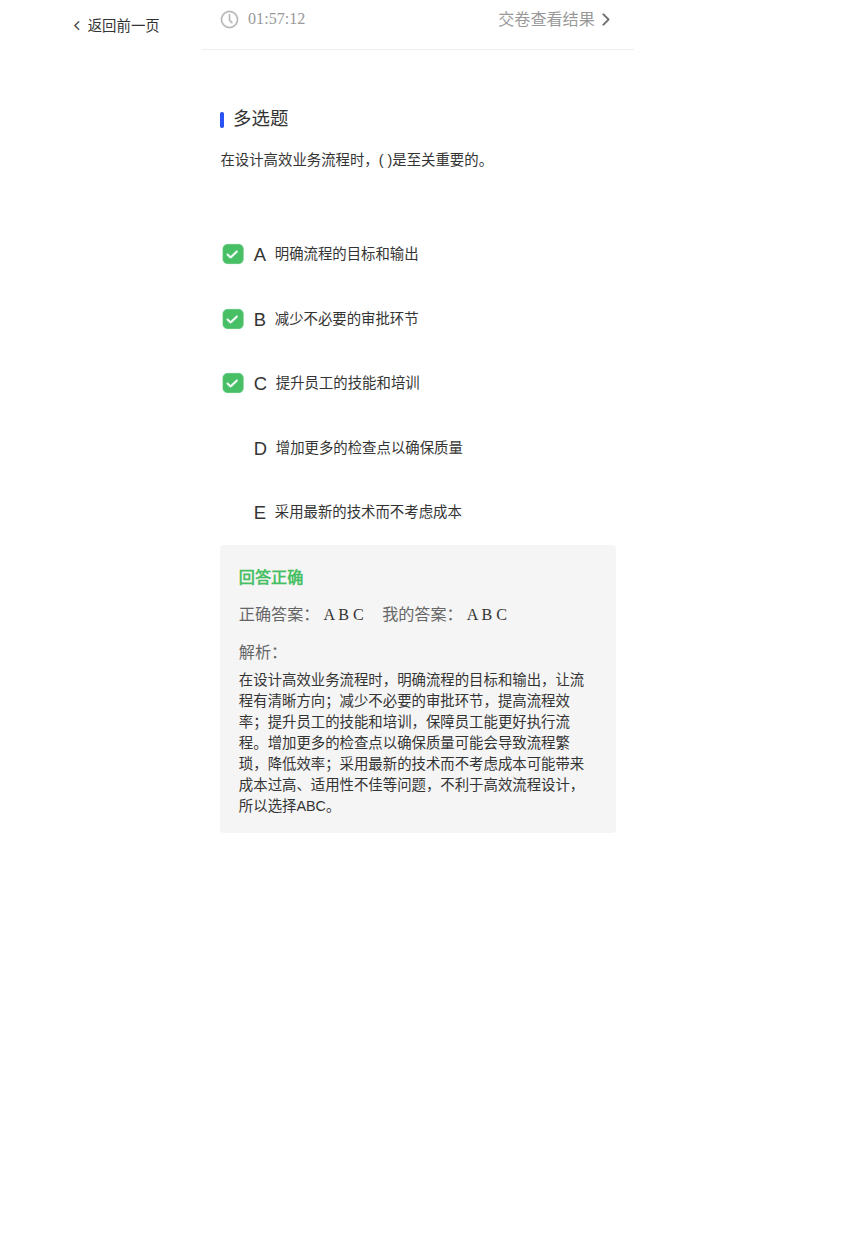 返回前一页
01:57:12
交卷查看结果
多选题
在设计高效业务流程时，( )是至关重要的。
A 明确流程的目标和输出
B 减少不必要的审批环节
C 提升员工的技能和培训
D 增加更多的检查点以确保质量
E 采用最新的技术而不考虑成本
回答正确
正确答案： A B C 我的答案： A B C
解析：
在设计高效业务流程时，明确流程的目标和输出，让流
程有清晰方向；减少不必要的审批环节，提高流程效
率；提升员工的技能和培训，保障员工能更好执行流
程。增加更多的检查点以确保质量可能会导致流程繁
琐，降低效率；采用最新的技术而不考虑成本可能带来
成本过高、适用性不佳等问题，不利于高效流程设计，
所以选择ABC。